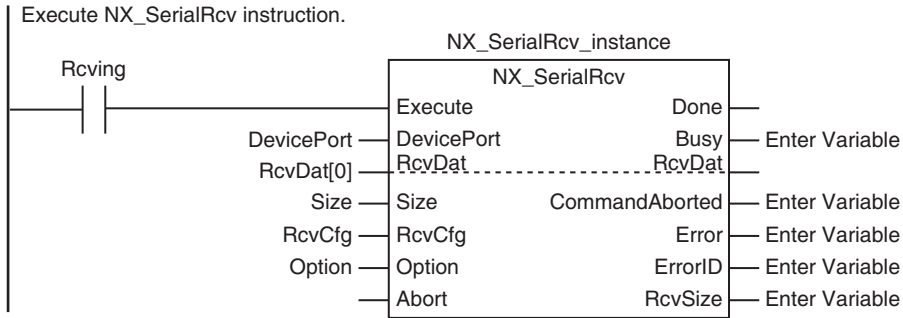 Execute NX_SerialRcv instruction.
NX_SerialRcv_instance
Rcving
NX_SerialRcv
Execute Done
DevicePort DevicePort Busy Enter Variable
RcvDat[0] RcvDat RcvDat
Size Size CommandAborted Enter Variable
RcvCfg RcvCfg Error Enter Variable
Option Option ErrorID Enter Variable
Abort RcvSize Enter Variable